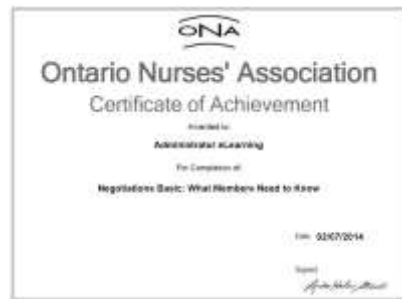 ONA
Ontario Nurses' Association
Certificate of Achievement
Awarded to:
Administrator eLearning
For Completion of:
Negotiations Basic: What Members Need to Know
Date: 02/07/2014
Signed: